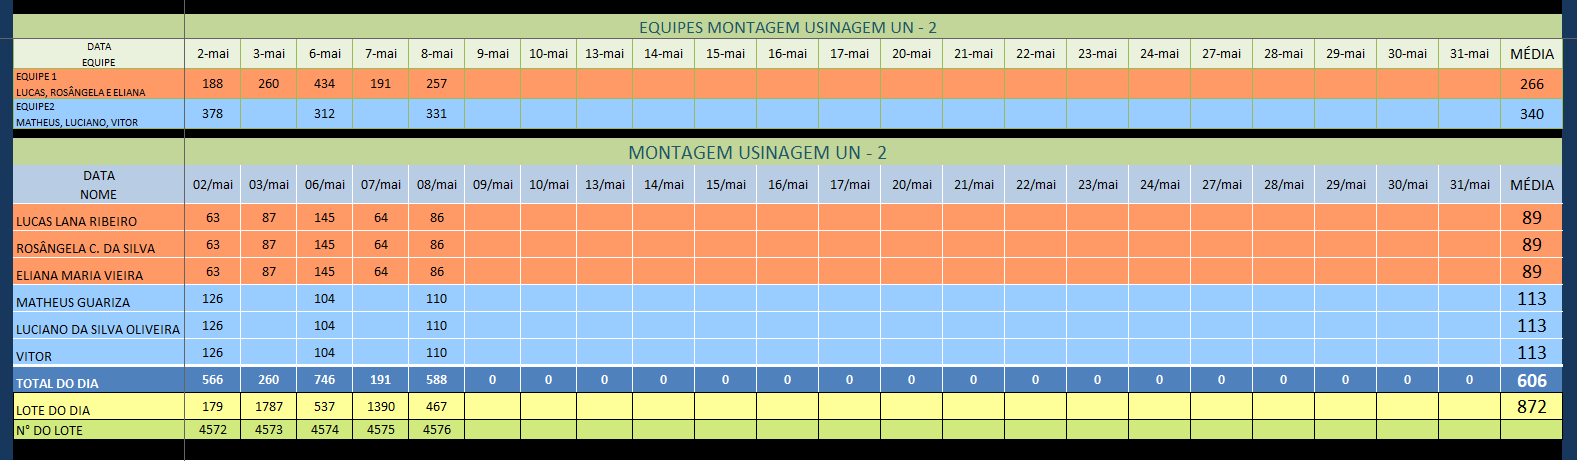 EQUIPES MONTAGEM USINAGEM UN - 2
DATA
EQUIPE
2-mai 3-mai 6-mai 7-mai 8-mai 9-mai 10-mai 13-mai 14-mai 15-mai 16-mai 17-mai 20-mai 21-mai 22-mai 23-mai 24-mai 27-mai 28-mai 29-mai 30-mai 31-mai MÉDIA
EQUIPE 1
LUCAS, ROSÂNGELA E ELIANA
188 260 434 191 257 266
EQUIPE2
MATHEUS, LUCIANO, VITOR
378 312 331 340
MONTAGEM USINAGEM UN - 2
DATA
NOME
02/mai 03/mai 06/mai 07/mai 08/mai 09/mai 10/mai 13/mai 14/mai 15/mai 16/mai 17/mai 20/mai 21/mai 22/mai 23/mai 24/mai 27/mai 28/mai 29/mai 30/mai 31/mai MÉDIA
LUCAS LANA RIBEIRO 63 87 145 64 86 89
ROSÂNGELA C. DA SILVA 63 87 145 64 86 89
ELIANA MARIA VIEIRA 63 87 145 64 86 89
MATHEUS GUARIZA 126 104 110 113
LUCIANO DA SILVA OLIVEIRA 126 104 110 113
VITOR 126 104 110 113
TOTAL DO DIA 566 260 746 191 588 0 0 0 0 0 0 0 0 0 0 0 0 0 0 0 0 0 606
LOTE DO DIA 179 1787 537 1390 467 872
N° DO LOTE 4572 4573 4574 4575 4576